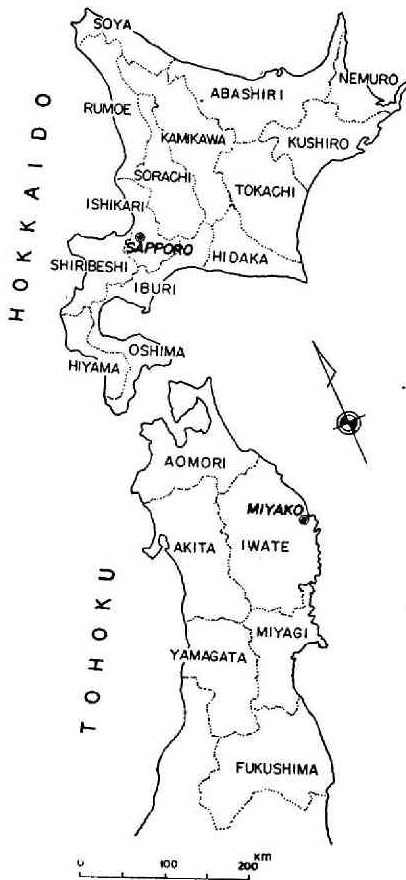 SOYA
NEMURO
ABASHIRI
RUMOE
KAMIKAWA
KUSHIRO
SORACHI
TOKACHI
ISHIKARI
SAPPORO
HIDAKA
SHIRIBESHI
IBURI
OSHIMA
HIYAMA
HOKKAIDO
AOMORI
MIYAKO
AKITA
IWATE
MIYAGI
YAMAGATA
TOHOKU
FUKUSHIMA
km
0 100 200